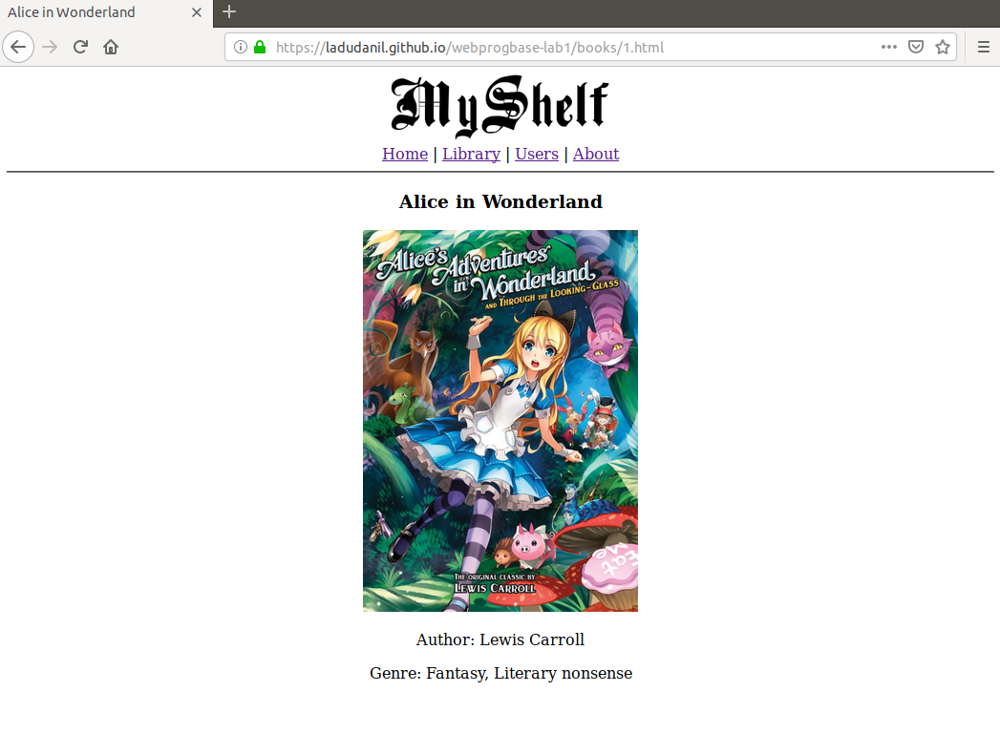 Alice in Wonderland
https://ladudanil.github.io/webprogbase-lab1/books/1.html
MyShelf
Home | Library | Users | About
Alice in Wonderland
Alice's Adventures
in Wonderland
AND THROUGH THE LOOKING-GLASS
EAT ME
THE ORIGINAL CLASSIC BY
LEWIS CARROLL
Author: Lewis Carroll
Genre: Fantasy, Literary nonsense